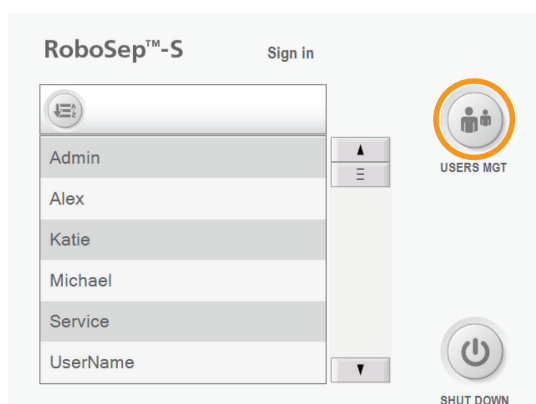 RoboSep™-S Sign in
Admin
USERS MGT
Alex
Katie
Michael
Service
UserName
SHUT DOWN